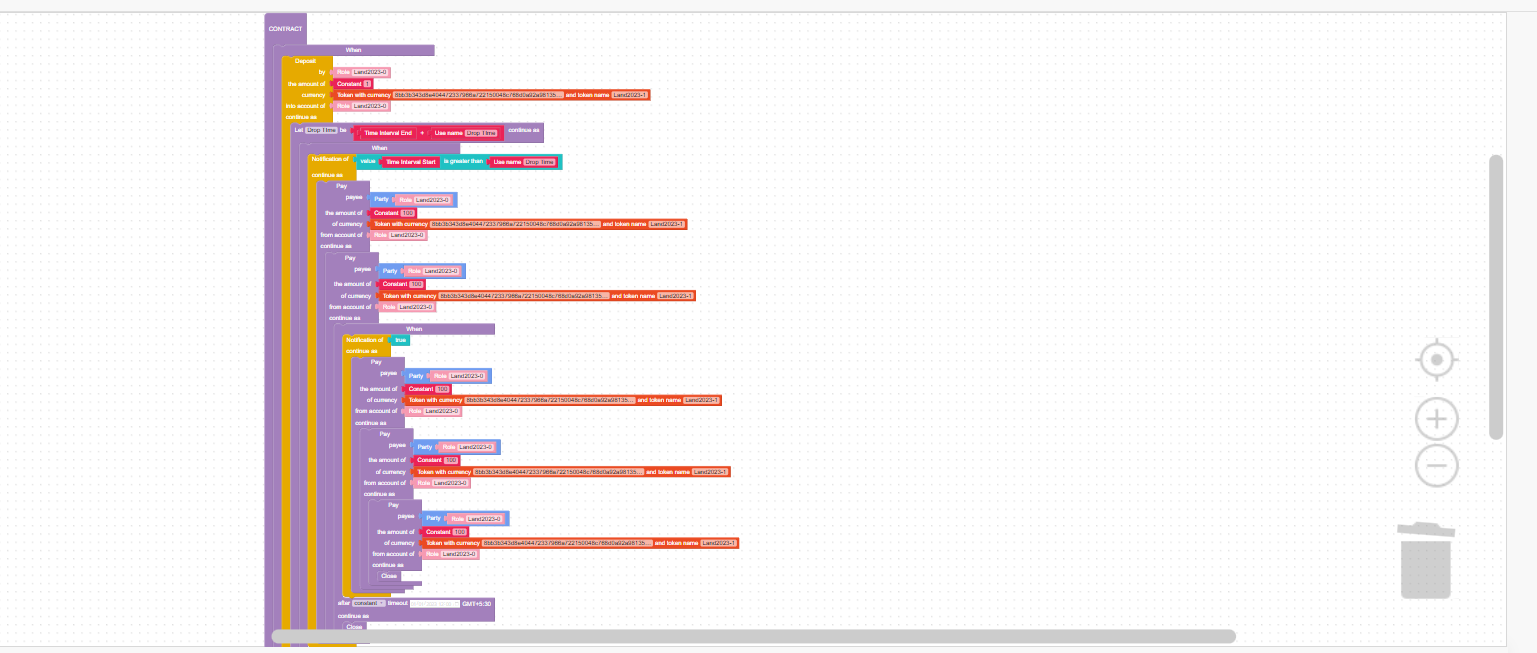 CONTRACT
When
Deposit
by Role Land2023-0
the amount of Constant 1
currency Token with currency and token name Land2023-1
into account of Role Land2023-0
continue as
Let Drop Time be Time Interval End + Use name Drop Time continue as
When
Notification of value Time Interval Start is greater than Use name Drop Time
continue as
Pay
payee Party Role Land2023-0
the amount of Constant 100
of currency Token with currency and token name Land2023-1
from account of Role Land2023-0
continue as
Pay
payee Party Role Land2023-0
the amount of Constant 100
of currency Token with currency and token name Land2023-1
from account of Role Land2023-0
continue as
When
Notification of true
continue as
Pay
payee Party Role Land2023-0
the amount of Constant 100
of currency Token with currency and token name Land2023-1
from account of Role Land2023-0
continue as
Pay
payee Party Role Land2023-0
the amount of Constant 100
of currency Token with currency and token name Land2023-1
from account of Role Land2023-0
continue as
Pay
payee Party Role Land2023-0
the amount of Constant 100
of currency Token with currency and token name Land2023-1
from account of Role Land2023-0
continue as
Close
after constant timeout GMT+5:30
continue as
Close